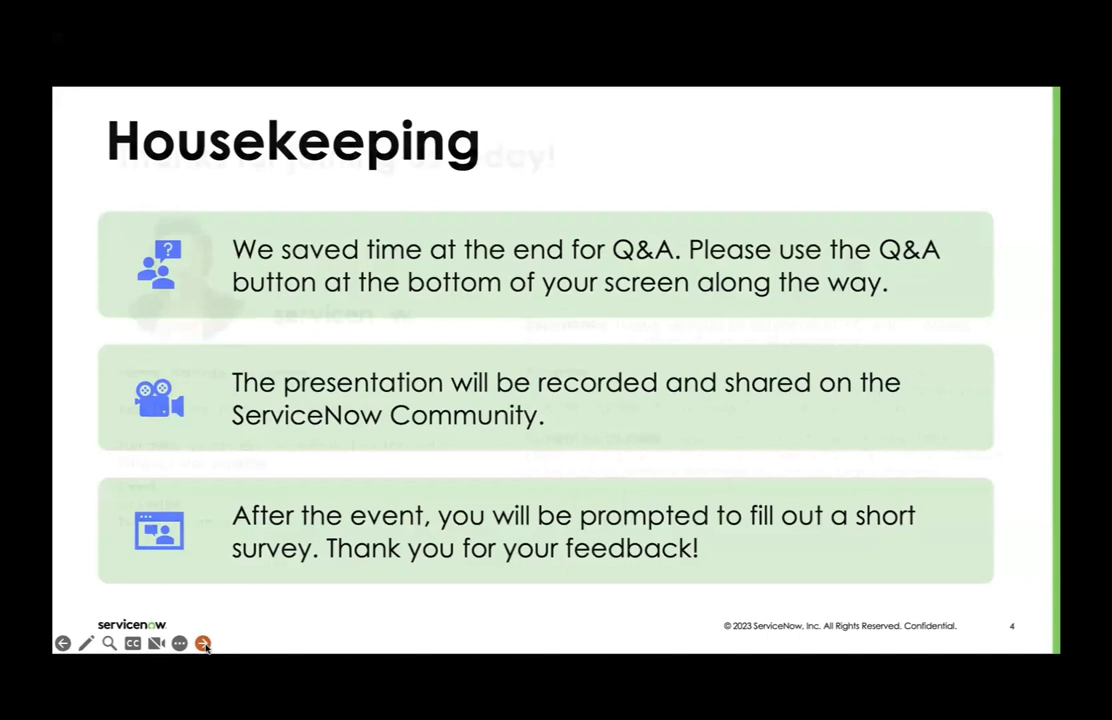 Housekeeping
day!
?
We saved time at the end for Q&A. Please use the Q&A
button at the bottom of your screen along the way.
servicen w
The presentation will be recorded and shared on the
ServiceNow Community.
After the event, you will be prompted to fill out a short
survey. Thank you for your feedback!
servicenow
© 2023 ServiceNow, Inc. All Rights Reserved. Confidential.
4
CC